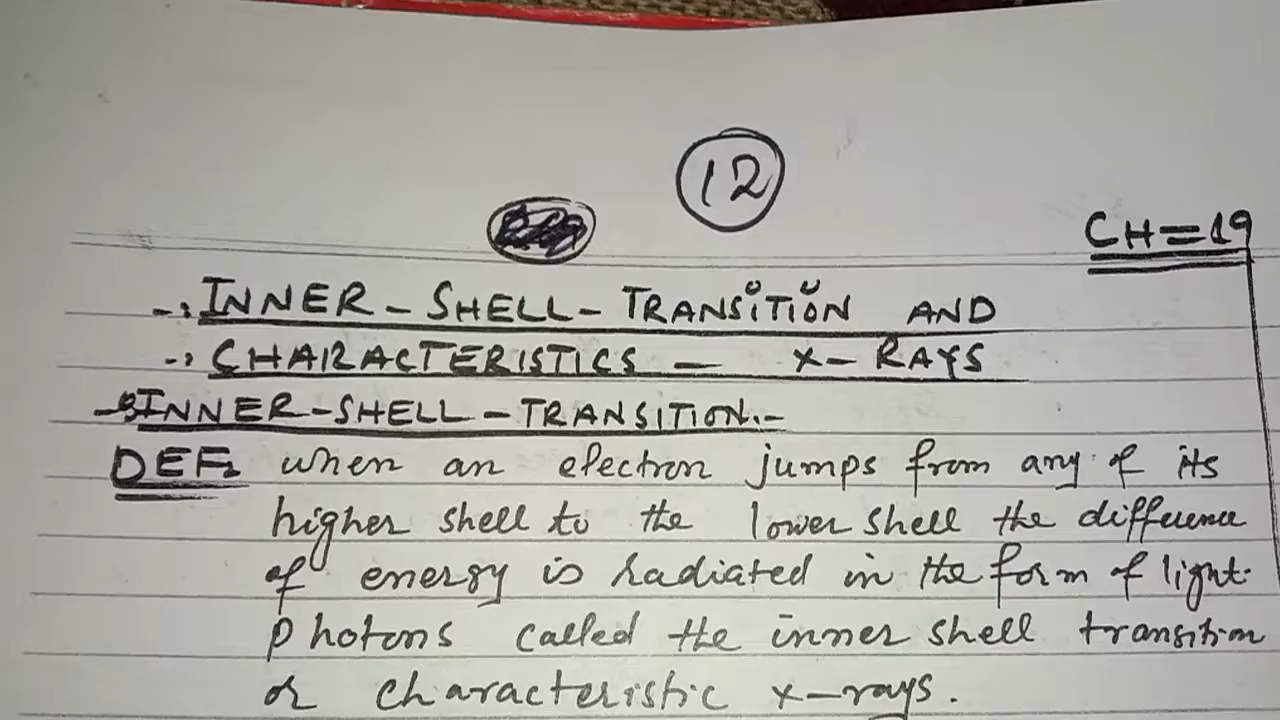 12
CH=19
-: INNER-SHELL-TRANSITION AND
-: CHARACTERISTICS - X-RAYS
INNER-SHELL-TRANSITION:-
DEF: when an electron jumps from any of its
higher shell to the lower shell the difference
of energy is radiated in the form of light
photons called the inner shell transition
or characteristic x-rays.